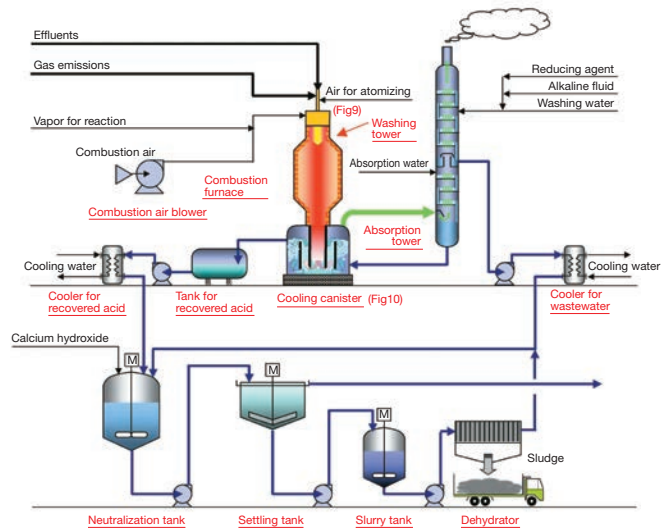 Effluents
Gas emissions
Air for atomizing
(Fig9)
Reducing agent
Alkaline fluid
Washing water
Vapor for reaction
Washing
tower
Combustion air
Absorption water
Combustion
furnace
Combustion air blower
Absorption
tower
Cooling water
Cooler for
recovered acid
Tank for
recovered acid
Cooling canister (Fig10)
Cooling water
Cooler for
wastewater
Calcium hydroxide
M
M
M
Sludge
Neutralization tank
Settling tank
Slurry tank
Dehydrator